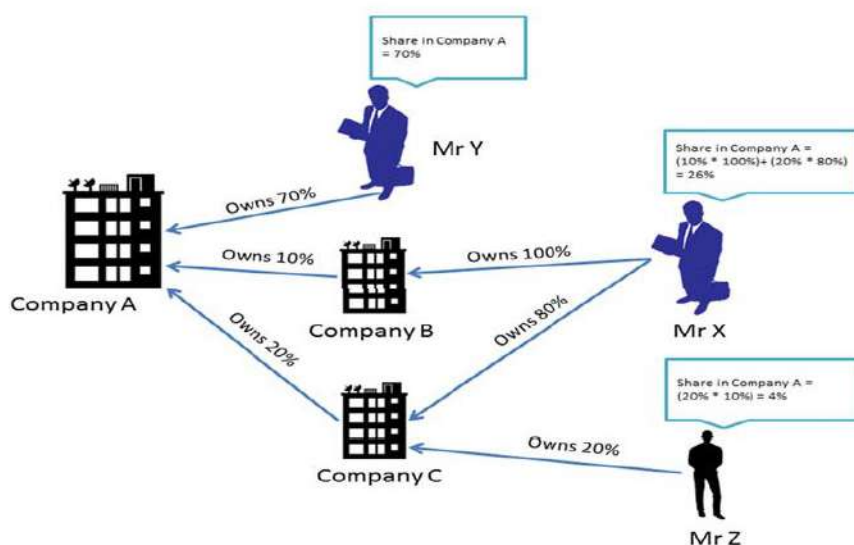 Share in Company A
= 70%
Mr Y
Share in Company A =
(10% * 100%)+ (20% * 80%)
= 26%
Owns 70%
Owns 10%
Owns 100%
Company A
Company B
Owns 80%
Mr X
Owns 20%
Share in Company A =
(20% * 10%) = 4%
Owns 20%
Company C
Mr Z